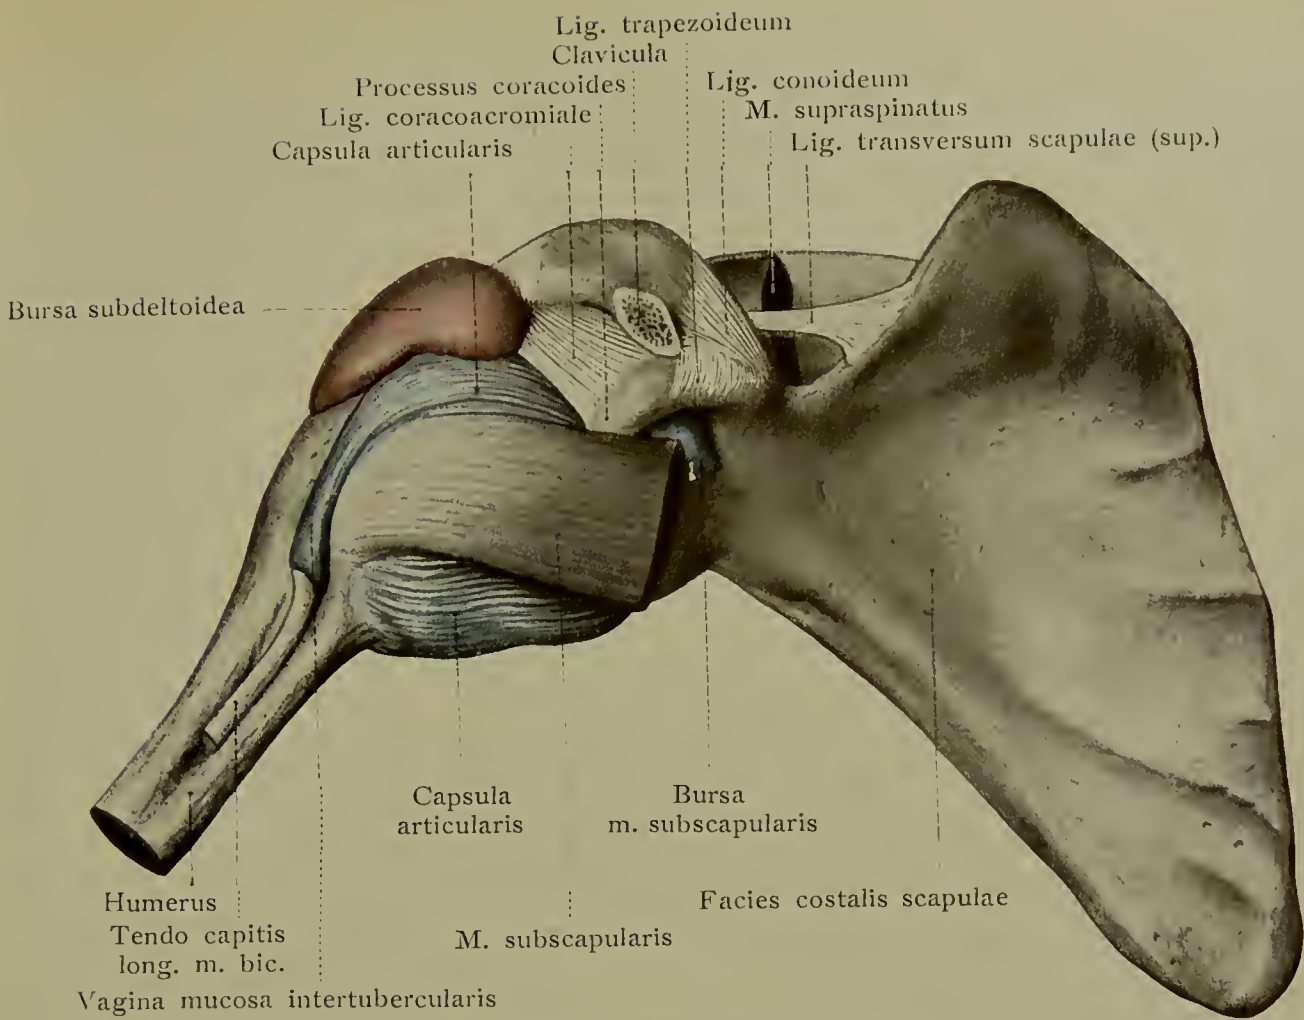 Lig. trapezoideum
Clavicula
Processus coracoides
Lig. conoideum
Lig. coracoacromiale
M. supraspinatus
Capsula articularis
Lig. transversum scapulae (sup.)
Bursa subdeltoidea
Capsula
articularis
Bursa
m. subscapularis
Humerus
Facies costalis scapulae
Tendo capitis
long. m. bic.
M. subscapularis
Vagina mucosa intertubercularis